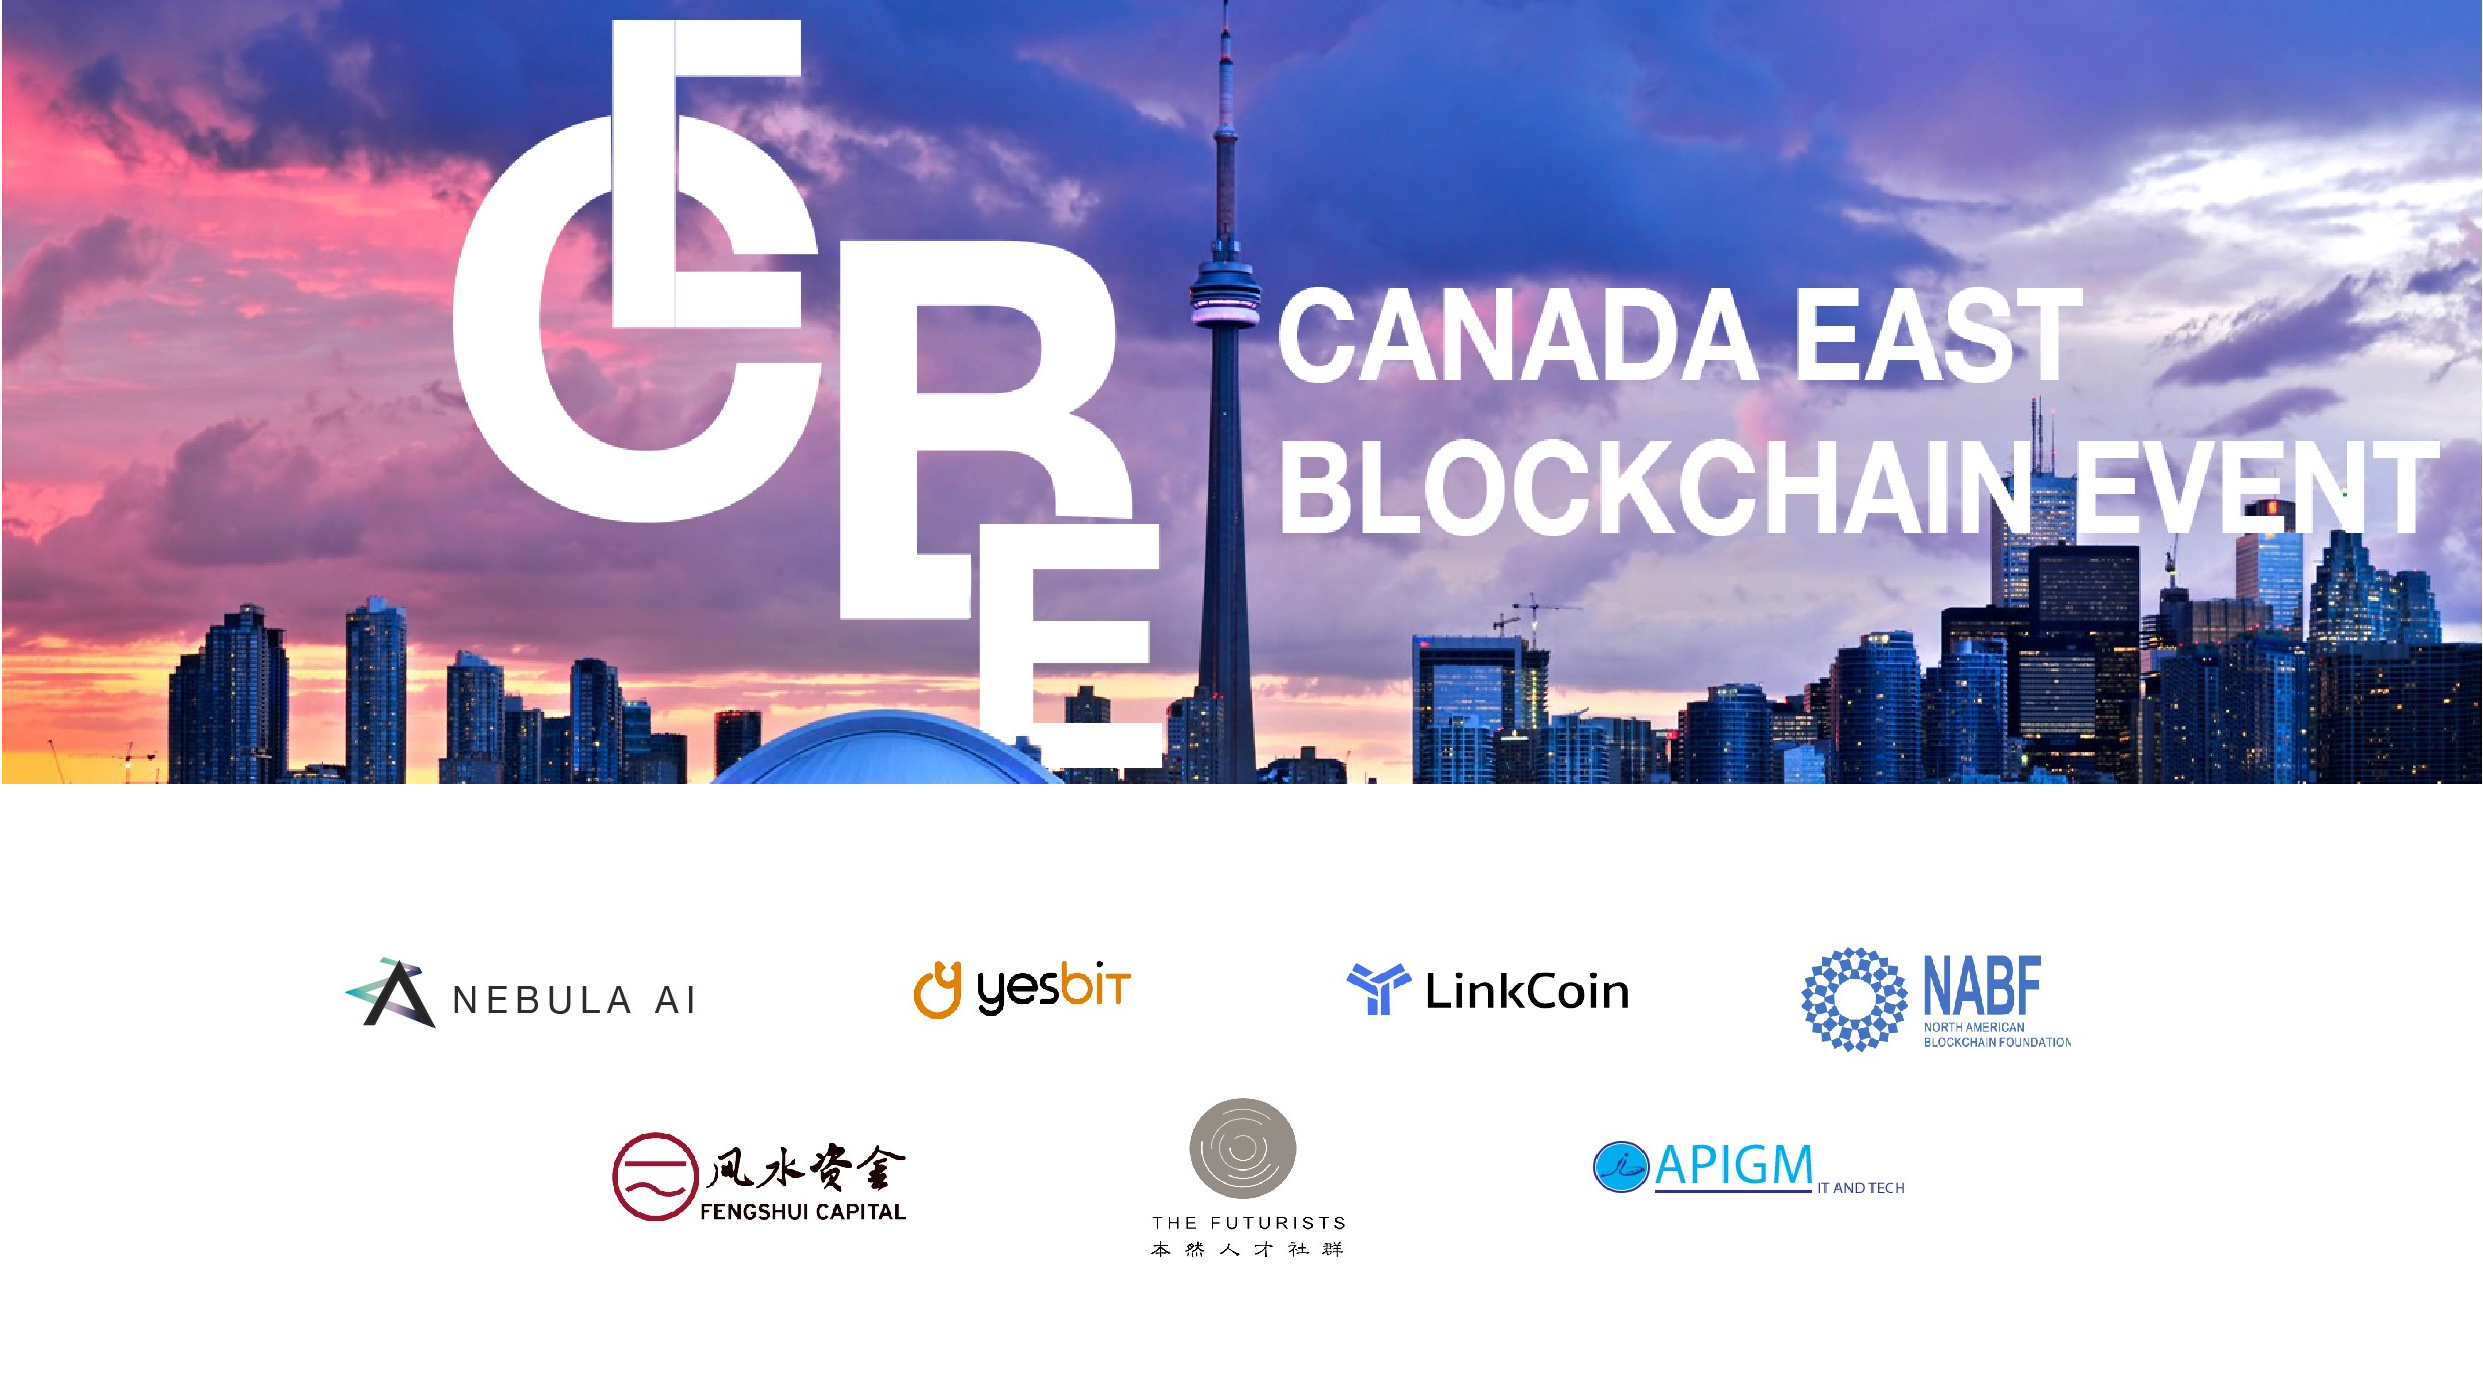 CEBE
CANADA EAST
BLOCKCHAIN EVENT
NEBULA AI
yesbit
LinkCoin
NABF
NORTH AMERICAN
BLOCKCHAIN FOUNDATION
风水资金
FENGSHUI CAPITAL
THE FUTURISTS
本然人才社群
APIGM
IT AND TECH